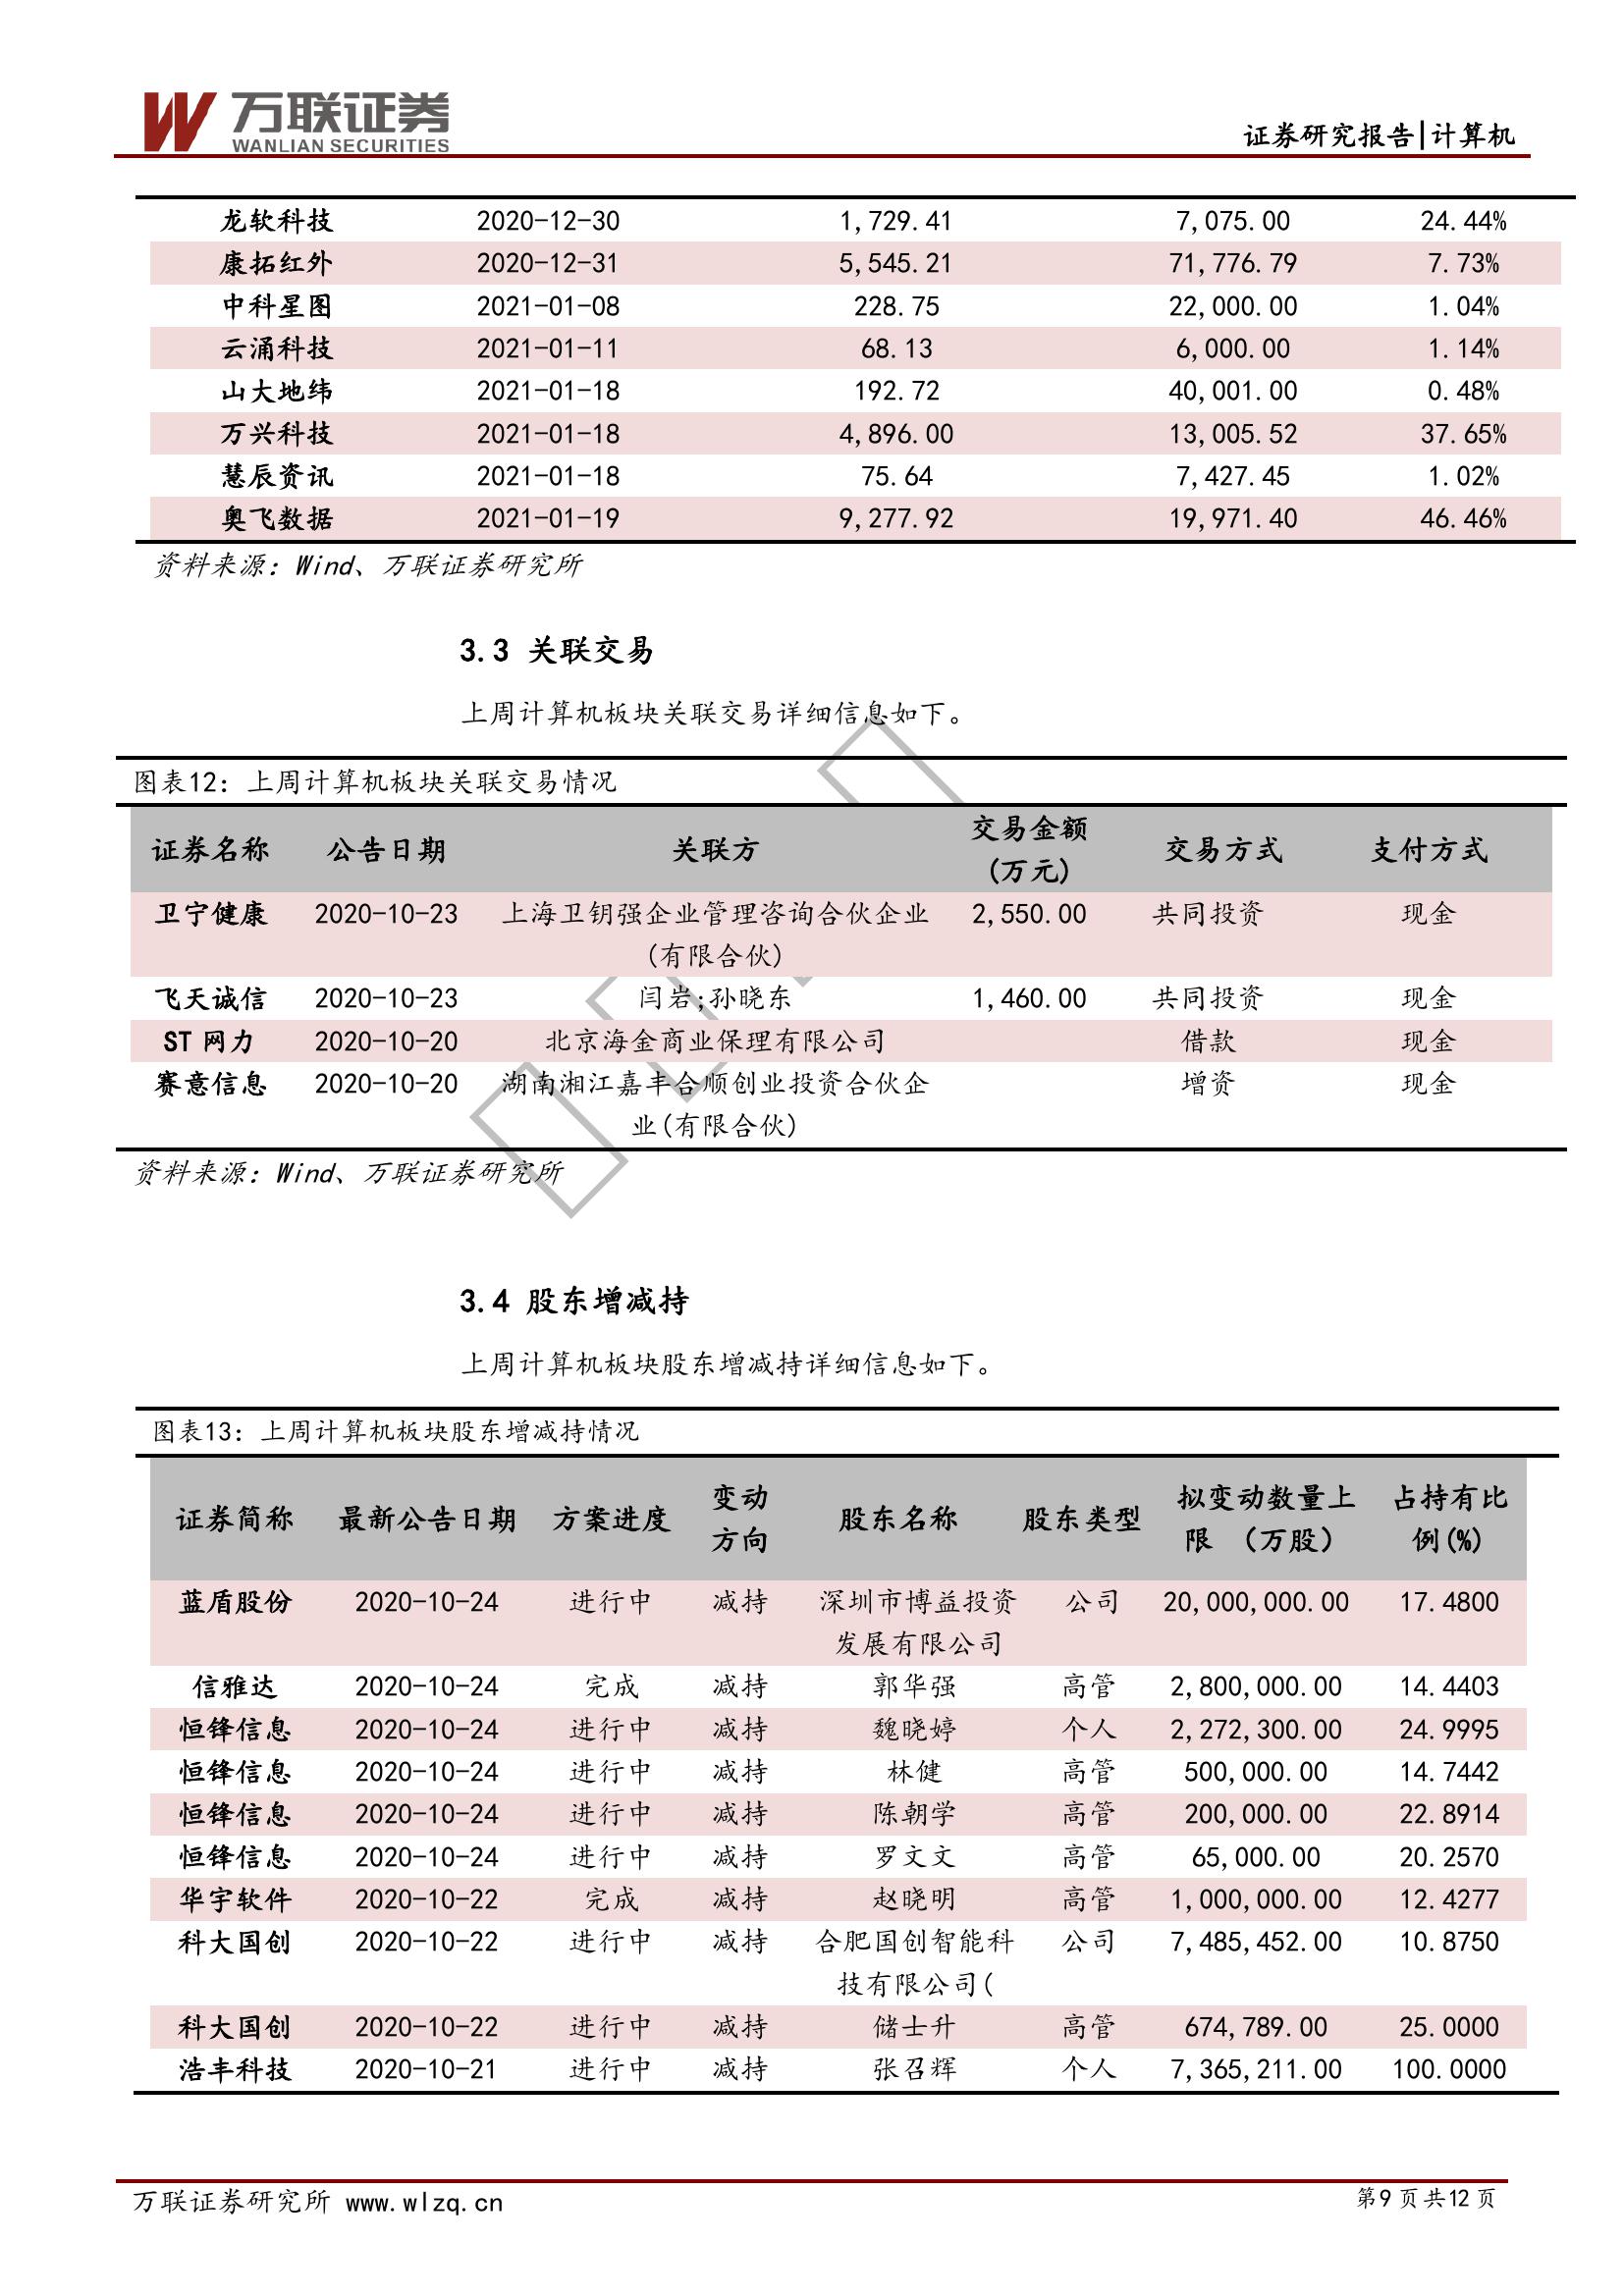 万联证券
WANLIAN SECURITIES
证券研究报告|计算机
龙软科技 2020-12-30 1,729.41 7,075.00 24.44%
康拓红外 2020-12-31 5,545.21 71,776.79 7.73%
中科星图 2021-01-08 228.75 22,000.00 1.04%
云涌科技 2021-01-11 68.13 6,000.00 1.14%
山大地纬 2021-01-18 192.72 40,001.00 0.48%
万兴科技 2021-01-18 4,896.00 13,005.52 37.65%
慧辰资讯 2021-01-18 75.64 7,427.45 1.02%
奥飞数据 2021-01-19 9,277.92 19,971.40 46.46%
资料来源：Wind、万联证券研究所
3.3 关联交易
上周计算机板块关联交易详细信息如下。
图表12：上周计算机板块关联交易情况
证券名称 公告日期 关联方 交易金额 (万元) 交易方式 支付方式
卫宁健康 2020-10-23 上海卫钥强企业管理咨询合伙企业 2,550.00 共同投资 现金
(有限合伙)
飞天诚信 2020-10-23 闫岩;孙晓东 1,460.00 共同投资 现金
ST 网力 2020-10-20 北京海金商业保理有限公司 借款 现金
赛意信息 2020-10-20 湖南湘江嘉丰合顺创业投资合伙企 增资 现金
业(有限合伙)
资料来源：Wind、万联证券研究所
3.4 股东增减持
上周计算机板块股东增减持详细信息如下。
图表13：上周计算机板块股东增减持情况
证券简称 最新公告日期 方案进度 变动方向 股东名称 股东类型 拟变动数量上限 （万股） 占持有比例(%)
蓝盾股份 2020-10-24 进行中 减持 深圳市博益投资 公司 20,000,000.00 17.4800
发展有限公司
信雅达 2020-10-24 完成 减持 郭华强 高管 2,800,000.00 14.4403
恒锋信息 2020-10-24 进行中 减持 魏晓婷 个人 2,272,300.00 24.9995
恒锋信息 2020-10-24 进行中 减持 林健 高管 500,000.00 14.7442
恒锋信息 2020-10-24 进行中 减持 陈朝学 高管 200,000.00 22.8914
恒锋信息 2020-10-24 进行中 减持 罗文文 高管 65,000.00 20.2570
华宇软件 2020-10-22 完成 减持 赵晓明 高管 1,000,000.00 12.4277
科大国创 2020-10-22 进行中 减持 合肥国创智能科 公司 7,485,452.00 10.8750
技有限公司(
科大国创 2020-10-22 进行中 减持 储士升 高管 674,789.00 25.0000
浩丰科技 2020-10-21 进行中 减持 张召辉 个人 7,365,211.00 100.0000
万联证券研究所 www.wlzq.cn
第9页共12页